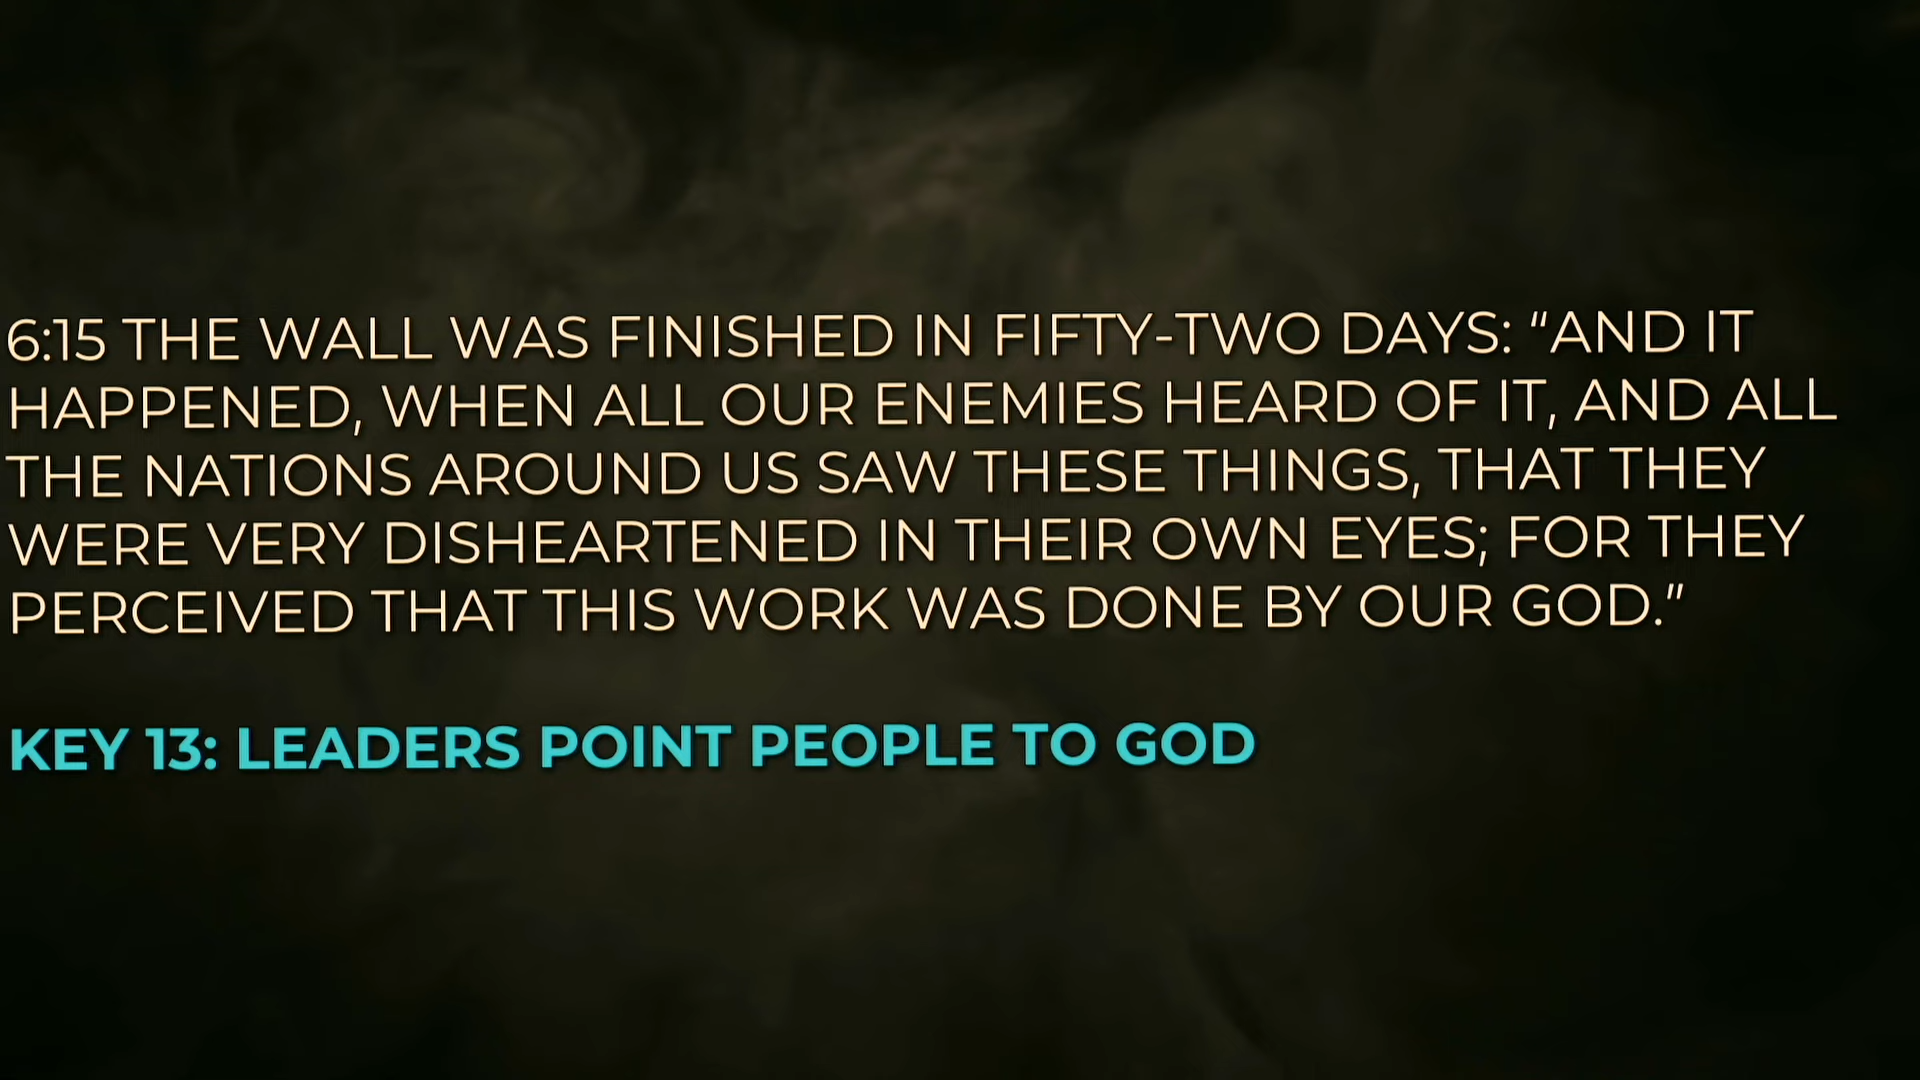 6:15 THE WALL WAS FINISHED IN FIFTY-TWO DAYS: “AND IT
HAPPENED, WHEN ALL OUR ENEMIES HEARD OF IT, AND ALL
THE NATIONS AROUND US SAW THESE THINGS, THAT THEY
WERE VERY DISHEARTENED IN THEIR OWN EYES; FOR THEY
PERCEIVED THAT THIS WORK WAS DONE BY OUR GOD.”
KEY 13: LEADERS POINT PEOPLE TO GOD